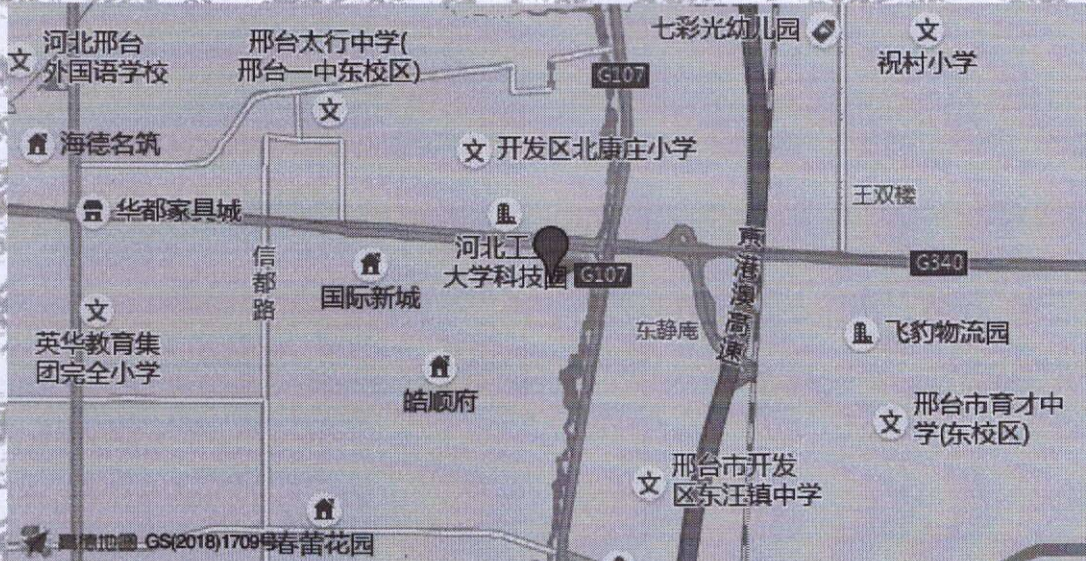 河北邢台
外国语学校
邢台太行中学(
邢台一中东校区)
七彩光幼儿园
祝村小学
G107
海德名筑
开发区北康庄小学
王双楼
华都家具城
河北工
大学科技园
G107
G340
信都路
国际新城
京港澳高速
东静庵
飞豹物流园
英华教育集
团完全小学
皓顺府
邢台市育才中
学(东校区)
邢台市开发
区东汪镇中学
高德地图 GS(2018)1709号
春蕾花园